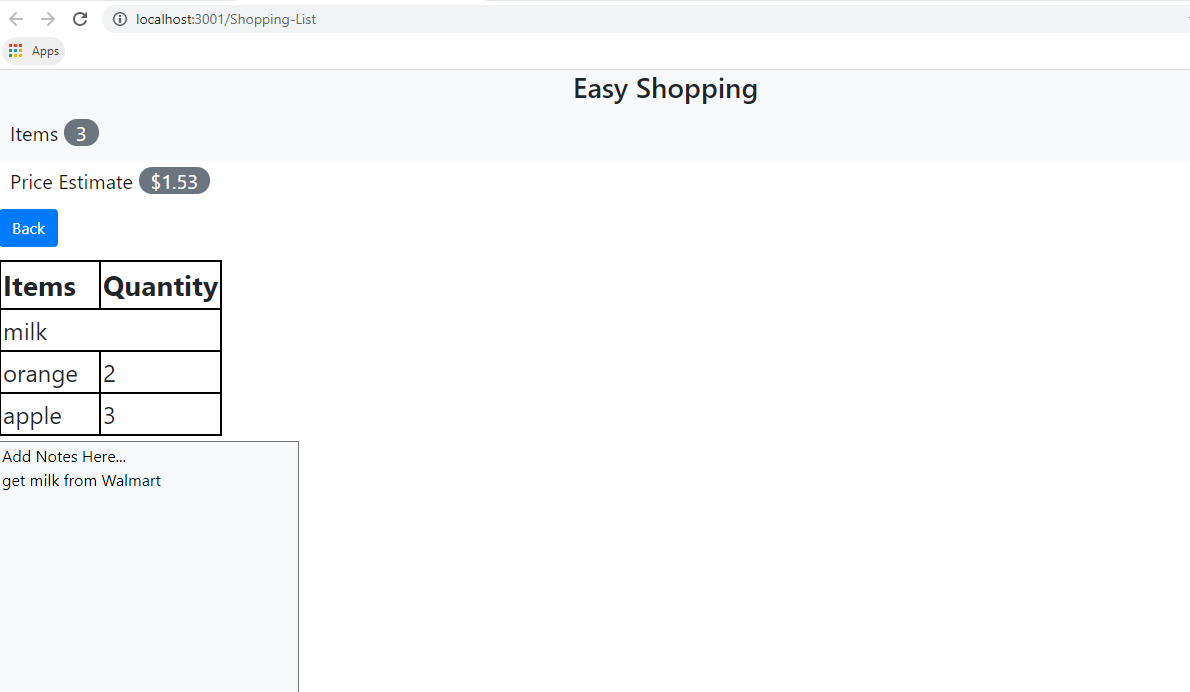 localhost:3001/Shopping-List
Apps
Easy Shopping
Items 3
Price Estimate $1.53
Back
Items Quantity
milk
orange 2
apple 3
Add Notes Here...
get milk from Walmart